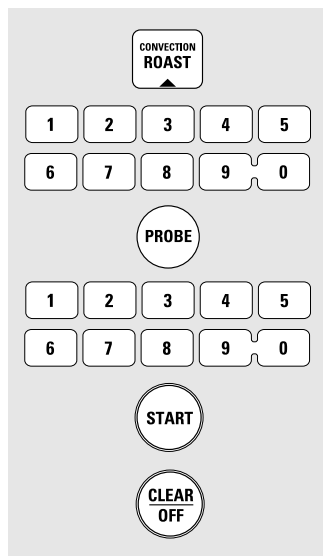 CONVECTION
ROAST
1 2 3 4 5
6 7 8 9 0
PROBE
1 2 3 4 5
6 7 8 9 0
START
CLEAR
OFF